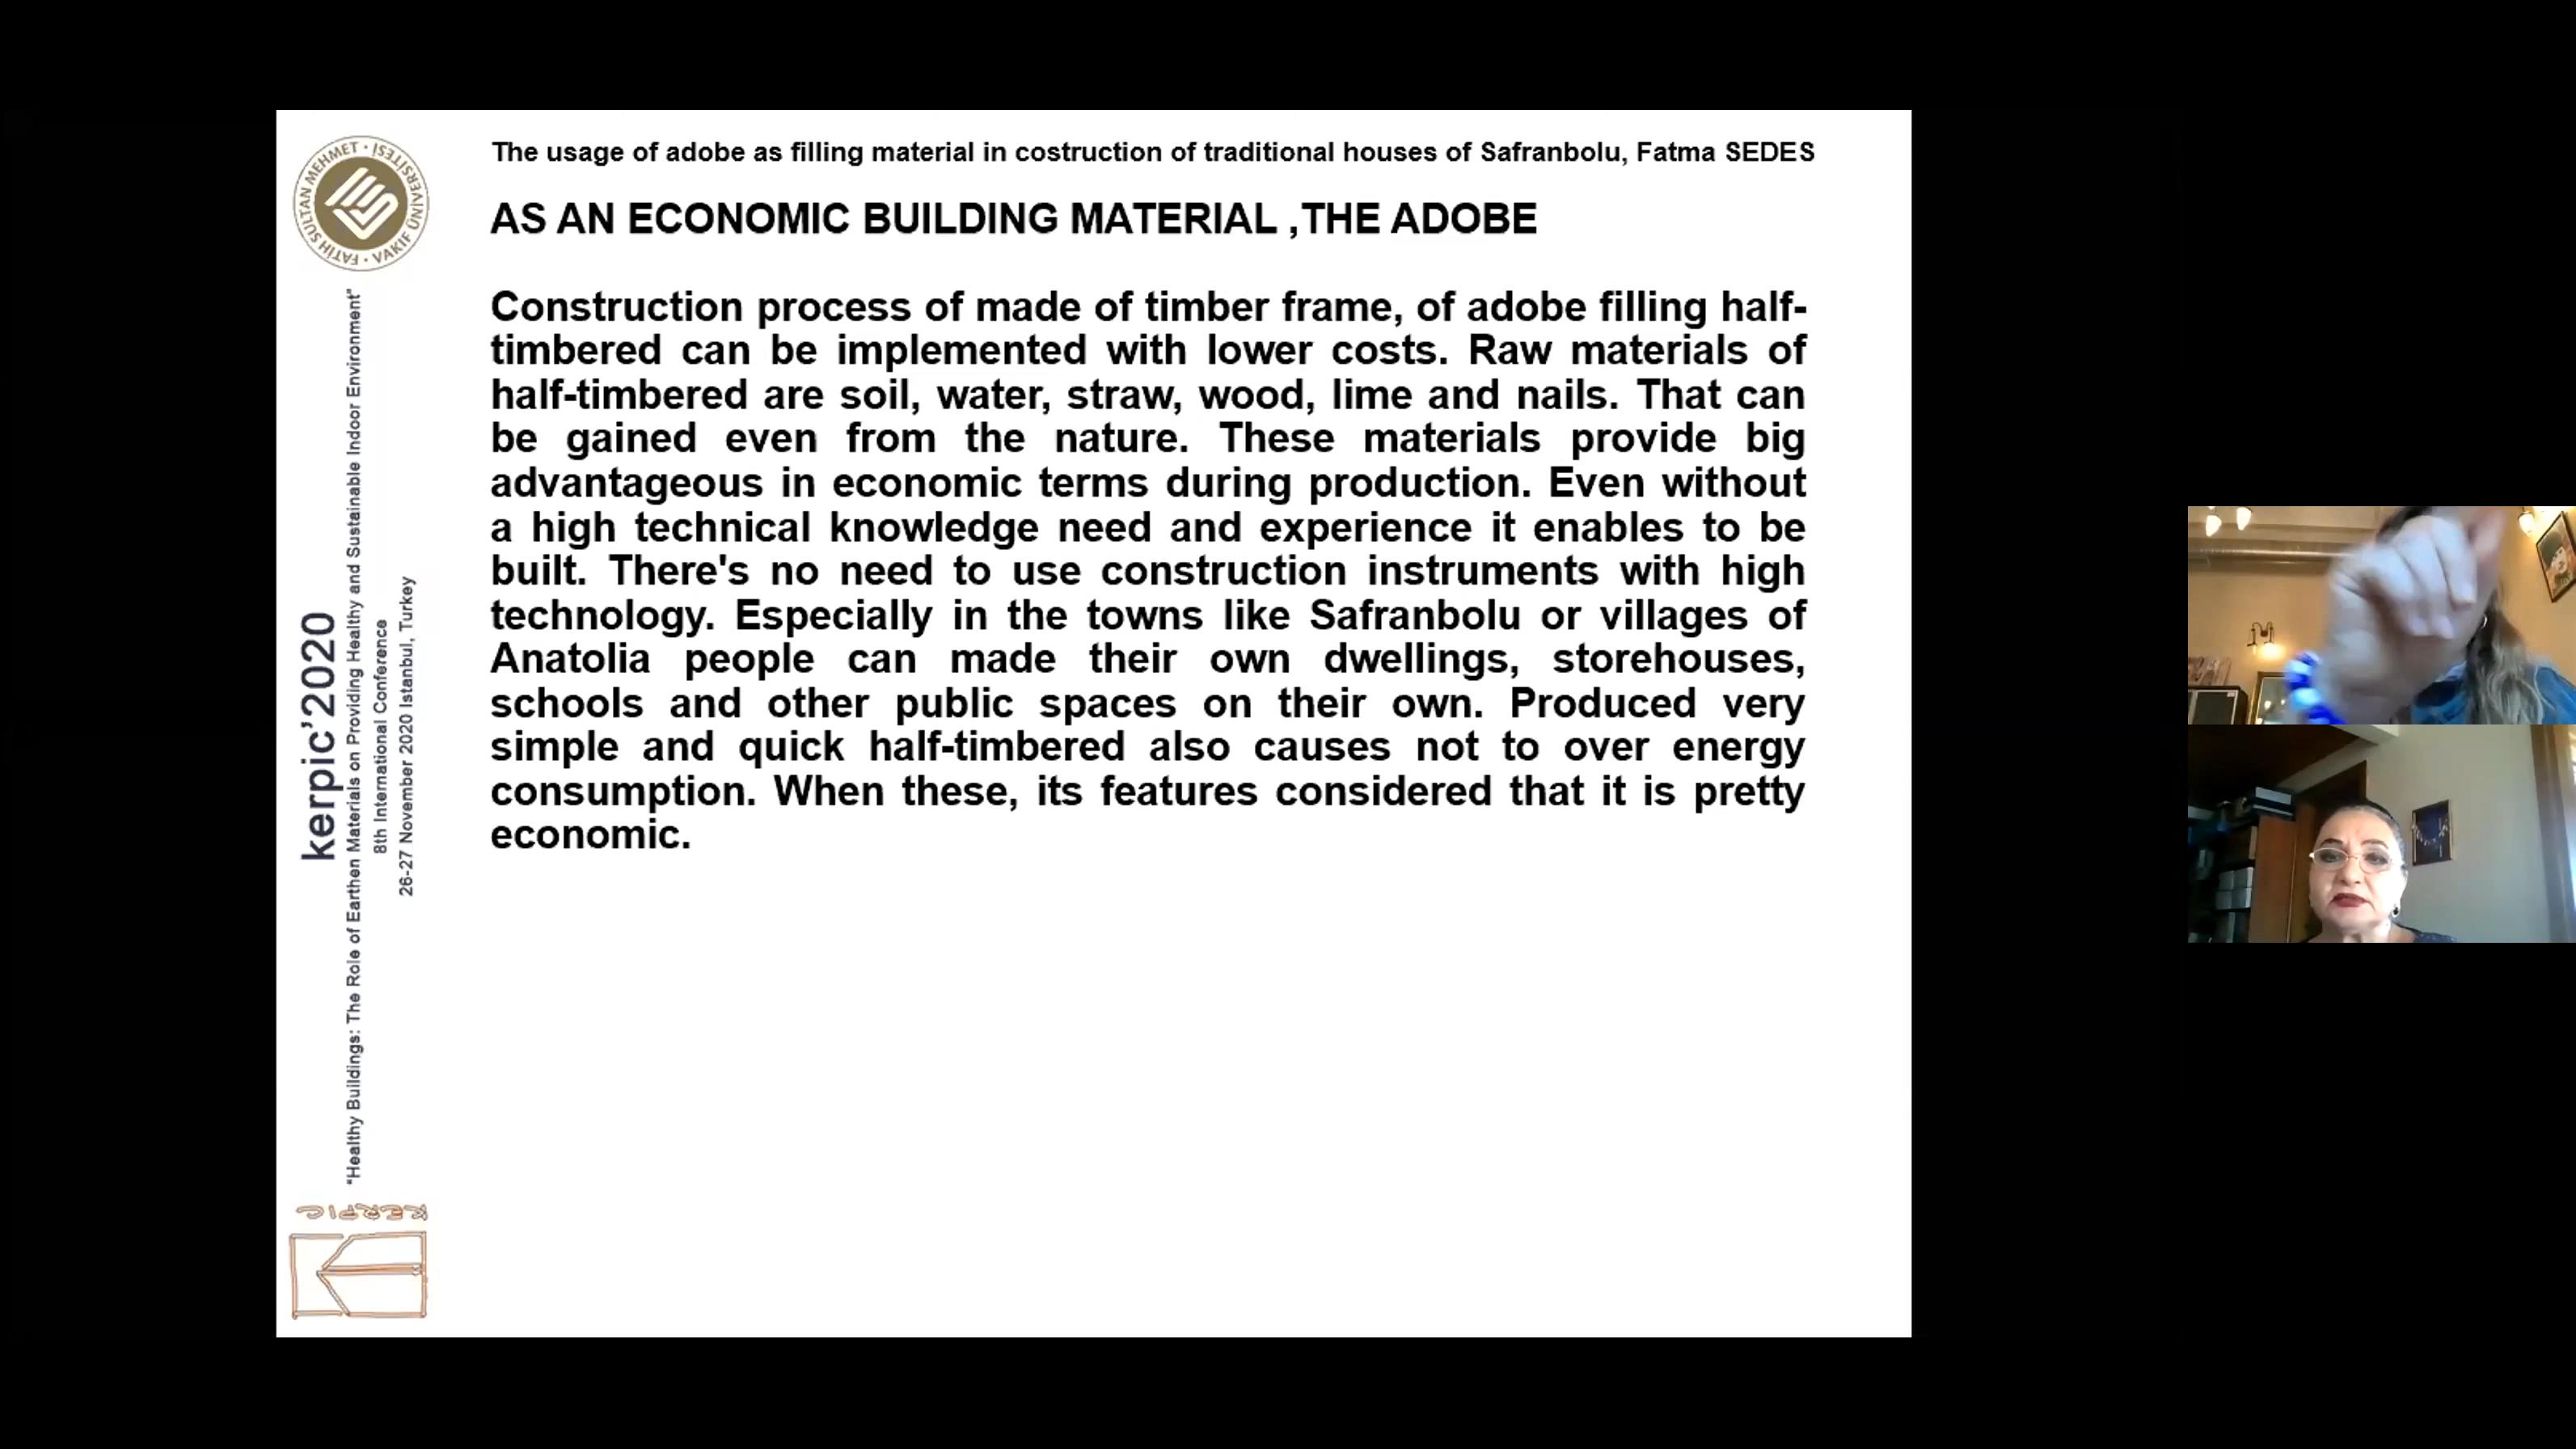 The usage of adobe as filling material in costruction of traditional houses of Safranbolu, Fatma SEDES
AS AN ECONOMIC BUILDING MATERIAL ,THE ADOBE
Construction process of made of timber frame, of adobe filling half-
timbered can be implemented with lower costs. Raw materials of
half-timbered are soil, water, straw, wood, lime and nails. That can
be gained even from the nature. These materials provide big
advantageous in economic terms during production. Even without
a high technical knowledge need and experience it enables to be
built. There's no need to use construction instruments with high
technology. Especially in the towns like Safranbolu or villages of
Anatolia people can made their own dwellings, storehouses,
schools and other public spaces on their own. Produced very
simple and quick half-timbered also causes not to over energy
consumption. When these, its features considered that it is pretty
economic.
FATİH SULTAN MEHMET · VAKIF ÜNİVERSİTESİ ·
kerpic'2020
"Healthy Buildings: The Role of Earthen Materials on Providing Healthy and Sustainable Indoor Environment"
8th International Conference
26-27 November 2020 Istanbul, Turkey
KERPIC